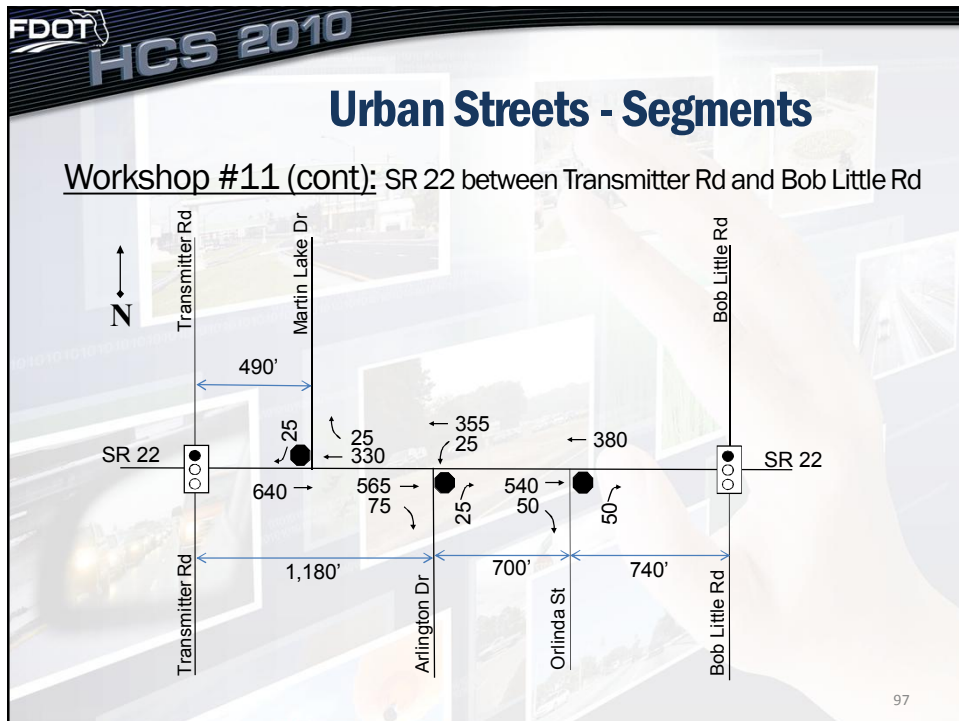 FDOT
HCS 2010
Urban Streets - Segments
Workshop #11 (cont): SR 22 between Transmitter Rd and Bob Little Rd
Transmitter Rd
Martin Lake Dr
Bob Little Rd
N
490'
25
25
330
355
25
380
SR 22
SR 22
640
565
75
25
540
50
50
1,180'
700'
740'
Transmitter Rd
Arlington Dr
Orlinda St
Bob Little Rd
97